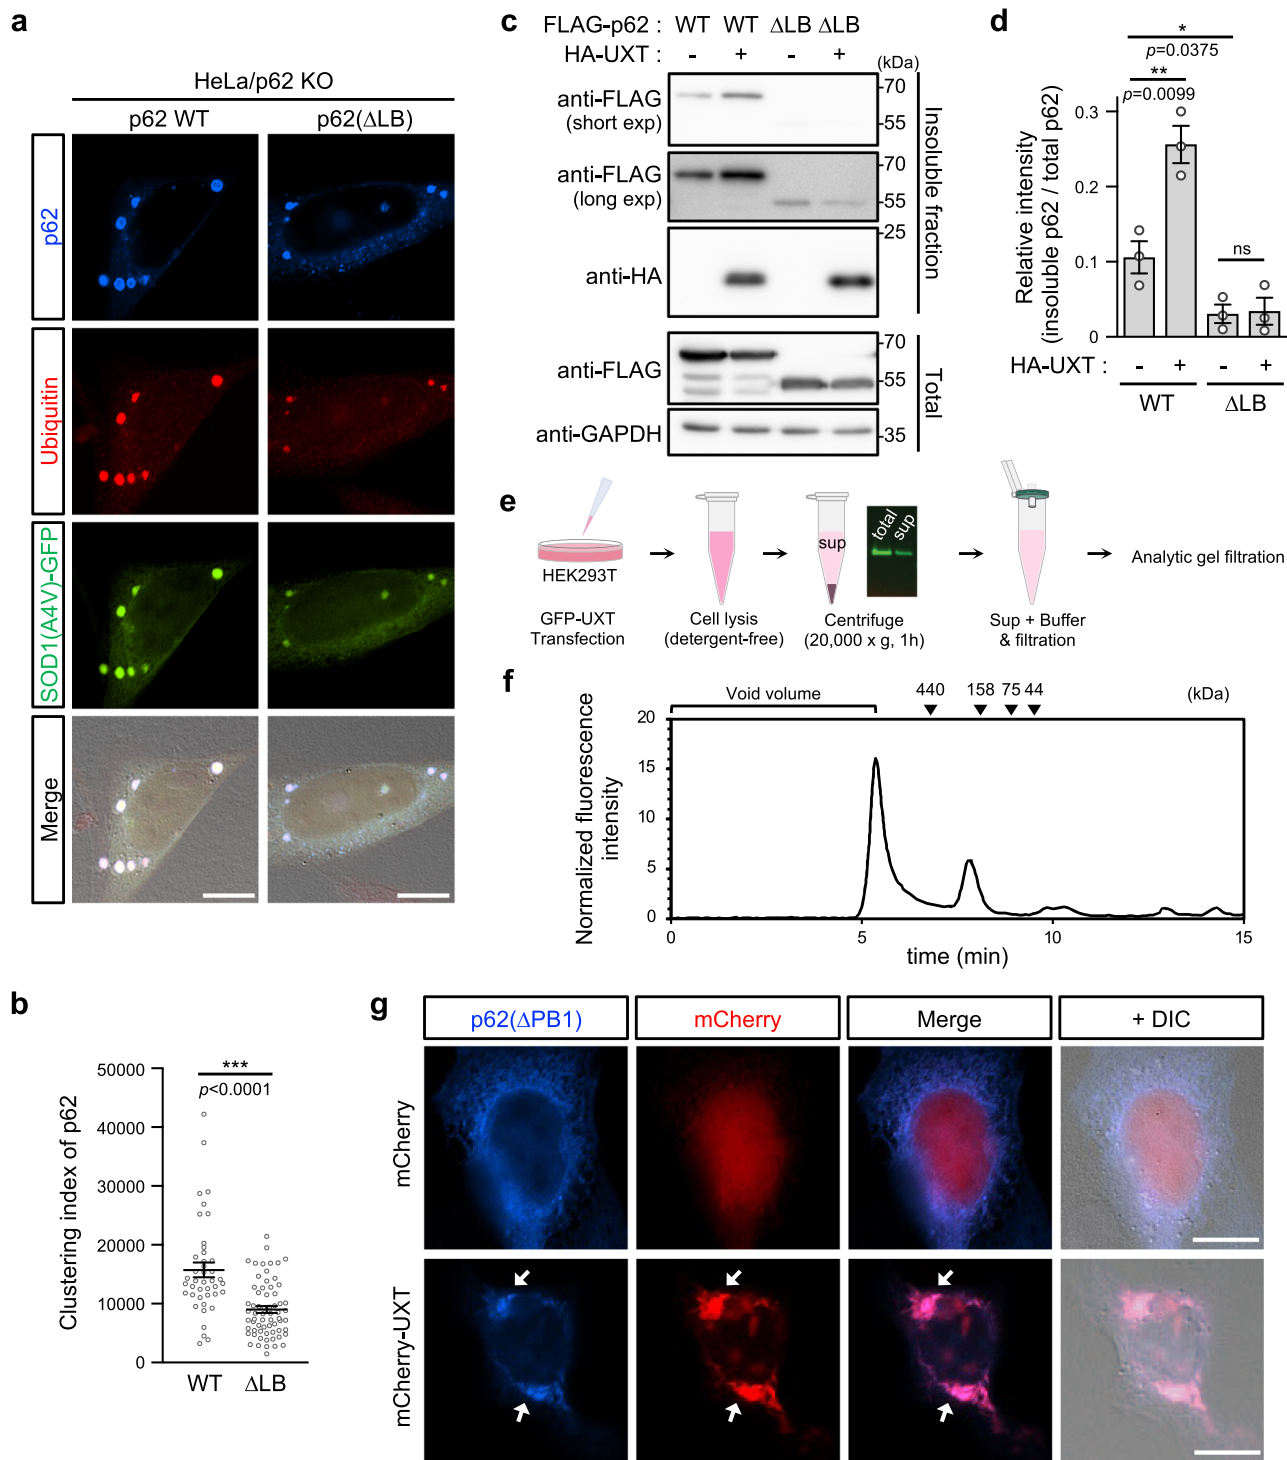 a
HeLa/p62 KO
p62 WT
p62(ΔLB)
p62
Ubiquitin
SOD1(A4V)-GFP
Merge
b
***
p<0.0001
Clustering index of p62
50000
40000
30000
20000
10000
0
WT
ΔLB
c
FLAG-p62 : WT WT ΔLB ΔLB
HA-UXT : - + - +
(kDa)
anti-FLAG
(short exp)
-70
-55
anti-FLAG
(long exp)
-70
-55
-25
anti-HA
Insoluble fraction
anti-FLAG
-70
-55
anti-GAPDH
-35
Total
d
*
p=0.0375
**
p=0.0099
ns
Relative intensity
(insoluble p62 / total p62)
0.3
0.2
0.1
0
HA-UXT : - + - +
WT ΔLB
e
HEK293T
GFP-UXT
Transfection
Cell lysis
(detergent-free)
sup
total
sup
Centrifuge
(20,000 x g, 1h)
Sup + Buffer
& filtration
Analytic gel filtration
f
Void volume
440 158 75 44
(kDa)
Normalized fluorescence
intensity
20
15
10
5
0
0 5 10 15
time (min)
g
p62(ΔPB1)
mCherry
Merge
+ DIC
mCherry
mCherry-UXT